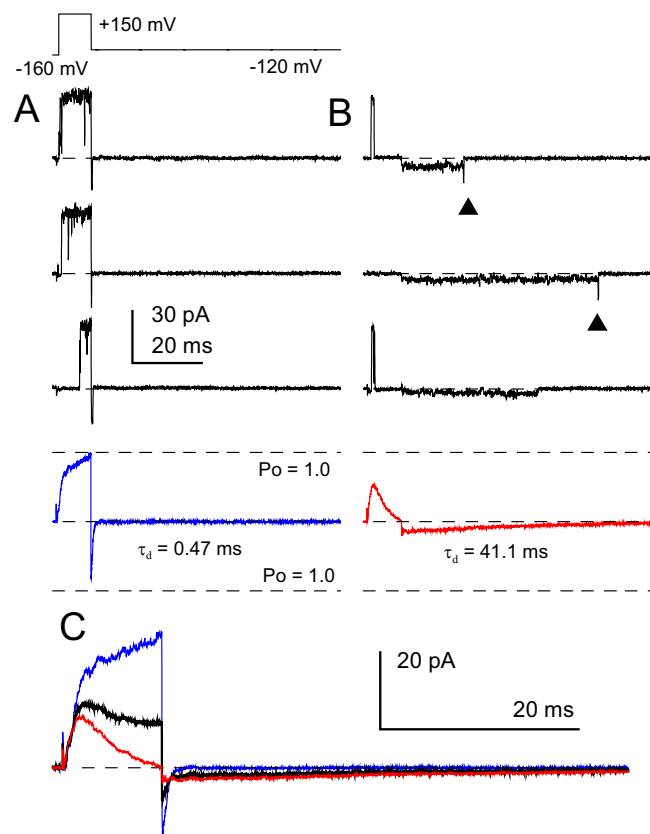 +150 mV
-160 mV
-120 mV
A
B
30 pA
20 ms
Po = 1.0
τd = 0.47 ms
τd = 41.1 ms
Po = 1.0
C
20 pA
20 ms